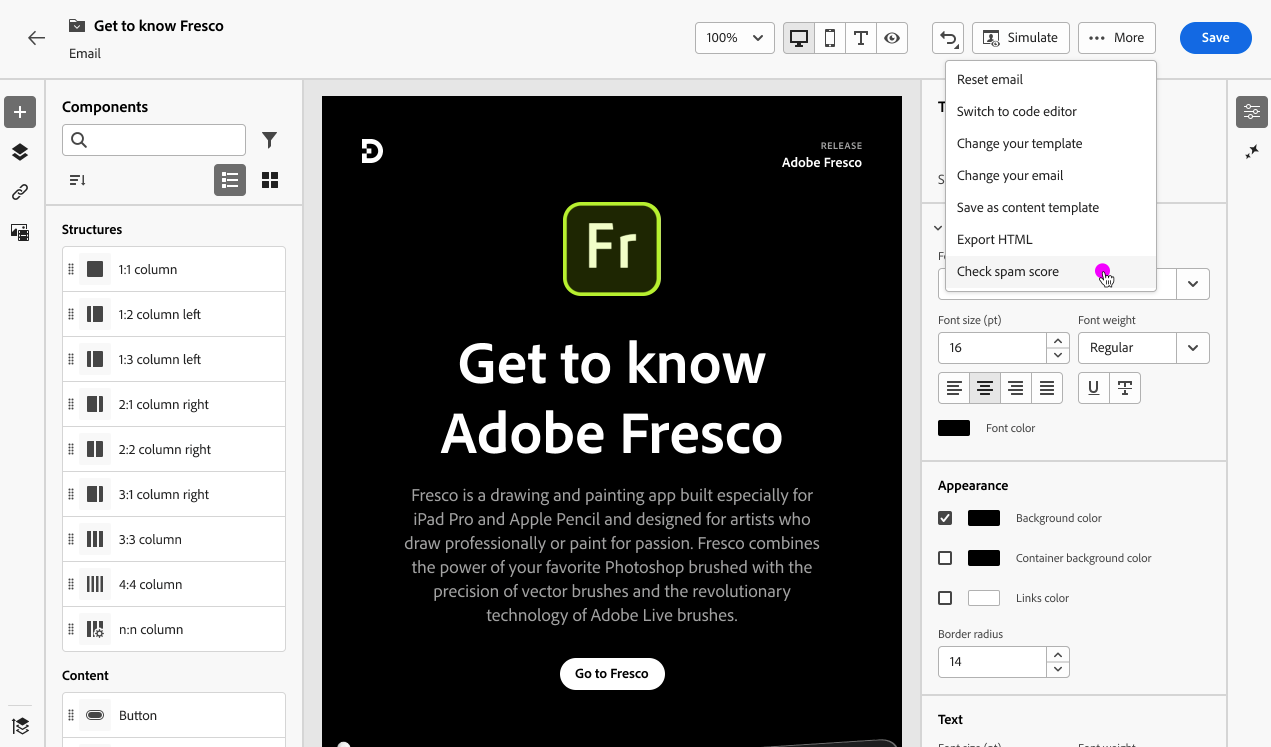 Get to know Fresco
Email
100%
Simulate
More
Save
Reset email
Switch to code editor
Change your template
Change your email
Save as content template
Export HTML
Check spam score
Components
Structures
1:1 column
1:2 column left
1:3 column left
2:1 column right
2:2 column right
3:1 column right
3:3 column
4:4 column
n:n column
Content
Button
RELEASE
Adobe Fresco
Fr
Get to know
Adobe Fresco
Fresco is a drawing and painting app built especially for
iPad Pro and Apple Pencil and designed for artists who
draw professionally or paint for passion. Fresco combines
the power of your favorite Photoshop brushed with the
precision of vector brushes and the revolutionary
technology of Adobe Live brushes.
Go to Fresco
Font size (pt)
Font weight
16
Regular
Font color
Appearance
Background color
Container background color
Links color
Border radius
14
Text